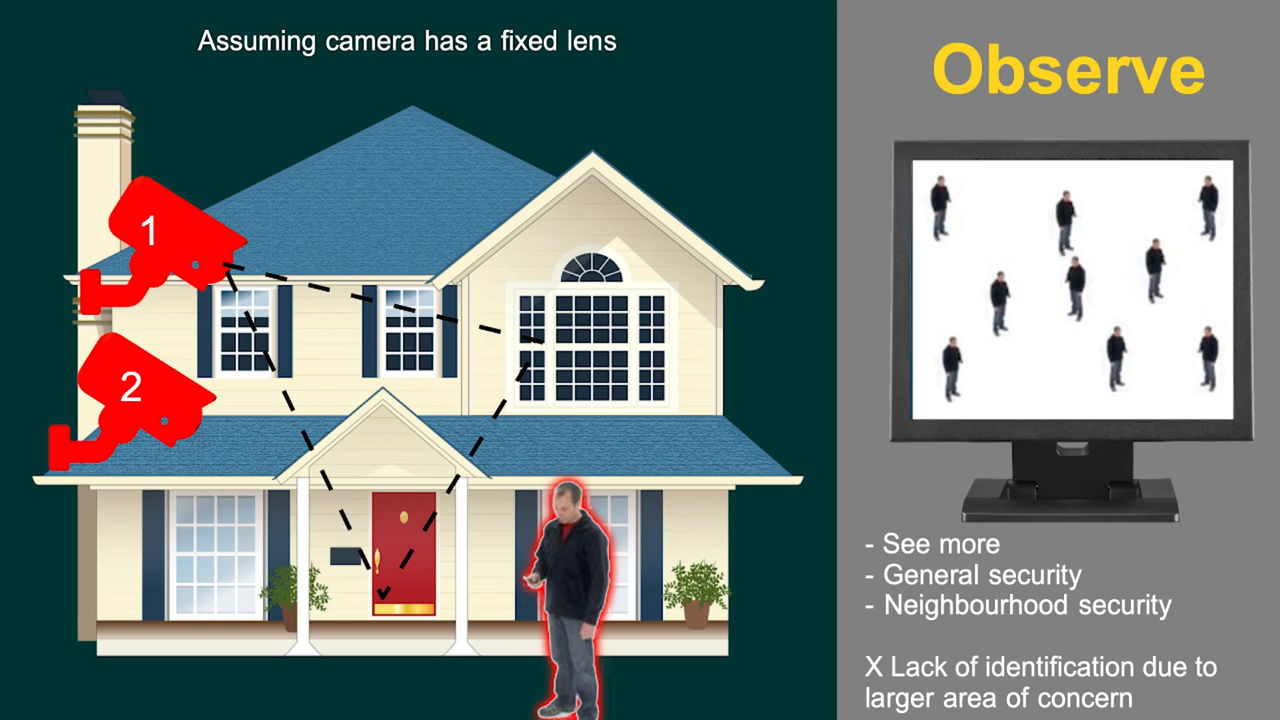 Assuming camera has a fixed lens
Observe
1
2
- See more
- General security
- Neighbourhood security
X Lack of identification due to
larger area of concern